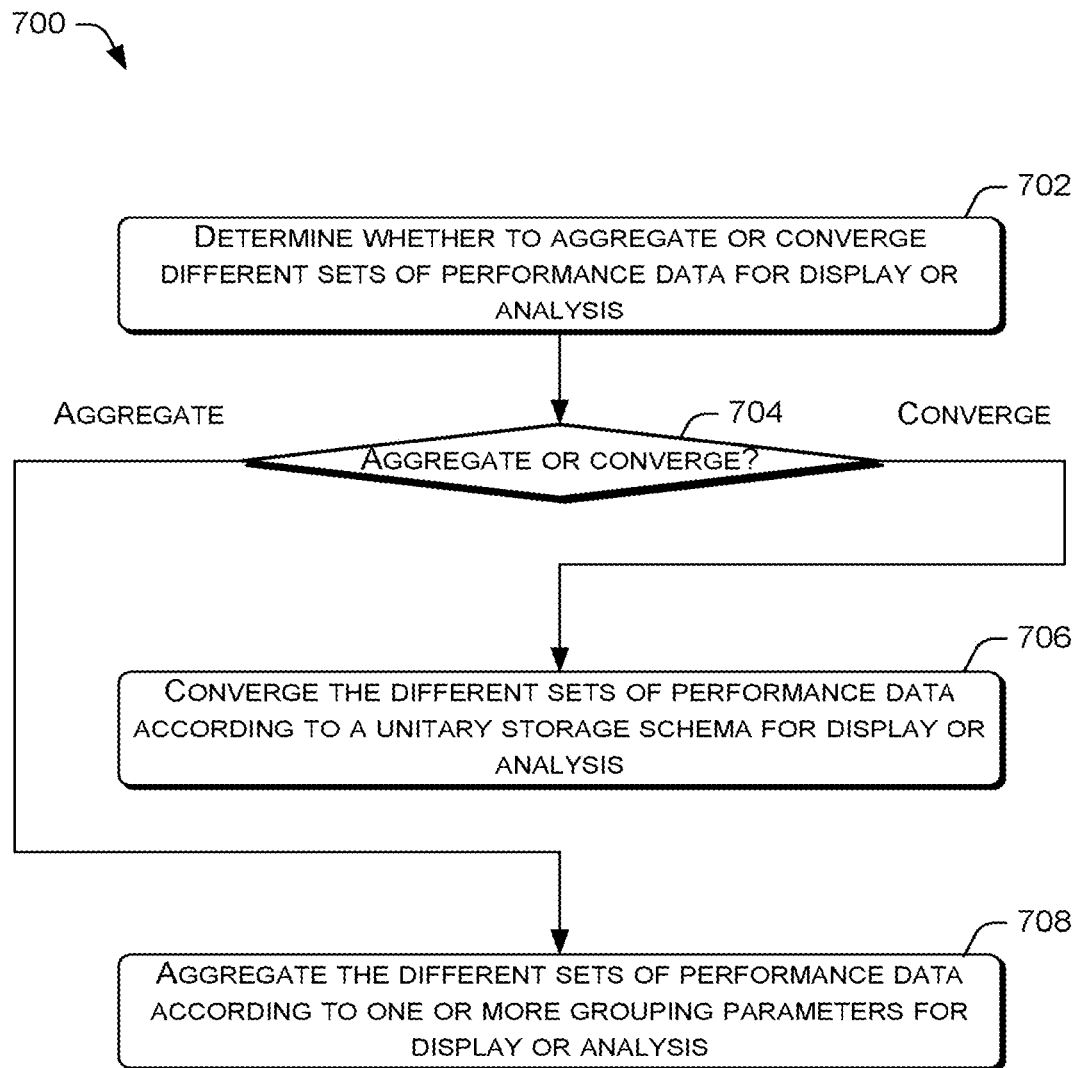 700
702
DETERMINE WHETHER TO AGGREGATE OR CONVERGE
DIFFERENT SETS OF PERFORMANCE DATA FOR DISPLAY OR
ANALYSIS
AGGREGATE
704
CONVERGE
AGGREGATE OR CONVERGE?
706
CONVERGE THE DIFFERENT SETS OF PERFORMANCE DATA
ACCORDING TO A UNITARY STORAGE SCHEMA FOR DISPLAY OR
ANALYSIS
708
AGGREGATE THE DIFFERENT SETS OF PERFORMANCE DATA
ACCORDING TO ONE OR MORE GROUPING PARAMETERS FOR
DISPLAY OR ANALYSIS